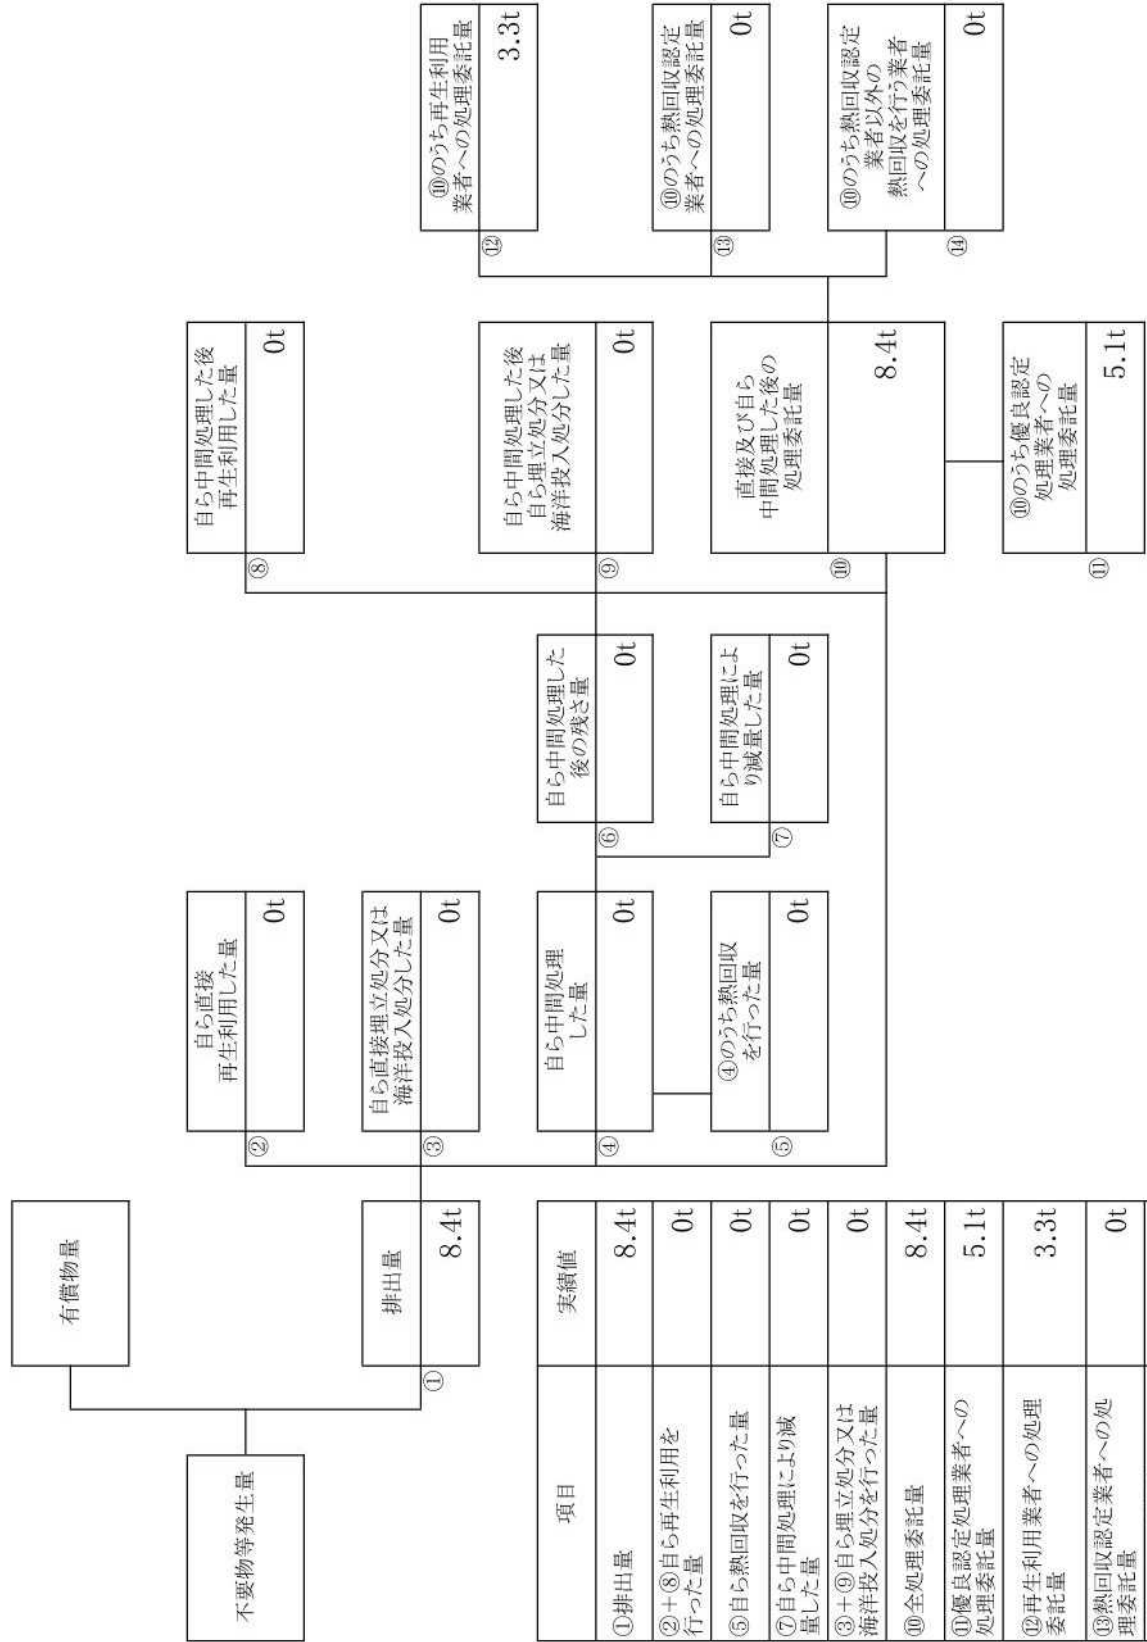 有償物量
不要物等発生量
排出量
①
8.4t
自ら直接
再生利用した量
②
0t
自ら直接埋立処分又は
海洋投入処分した量
③
0t
自ら中間処理
した量
④
0t
④のうち熱回収
を行った量
⑤
0t
自ら中間処理した
後の残さ量
⑥
0t
自ら中間処理によ
り減量した量
⑦
0t
自ら中間処理した後
再生利用した量
⑧
0t
自ら中間処理した後
自ら埋立処分又は
海洋投入処分した量
⑨
0t
直接及び自ら
中間処理した後の
処理委託量
⑩
8.4t
⑩のうち優良認定
処理業者への
処理委託量
⑪
5.1t
⑩のうち再生利用
業者への処理委託量
⑫
3.3t
⑩のうち熱回収認定
業者への処理委託量
⑬
0t
⑩のうち熱回収認定
業者以外の
熱回収を行う業者
への処理委託量
⑭
0t
項目
実績値
①排出量
8.4t
②+⑧自ら再生利用を
行った量
0t
⑤自ら熱回収を行った量
0t
⑦自ら中間処理により減
量した量
0t
③+⑨自ら埋立処分又は
海洋投入処分を行った量
0t
⑩全処理委託量
8.4t
⑪優良認定処理業者への
処理委託量
5.1t
⑫再生利用業者への処理
委託量
3.3t
⑬熱回収認定業者への処
理委託量
0t